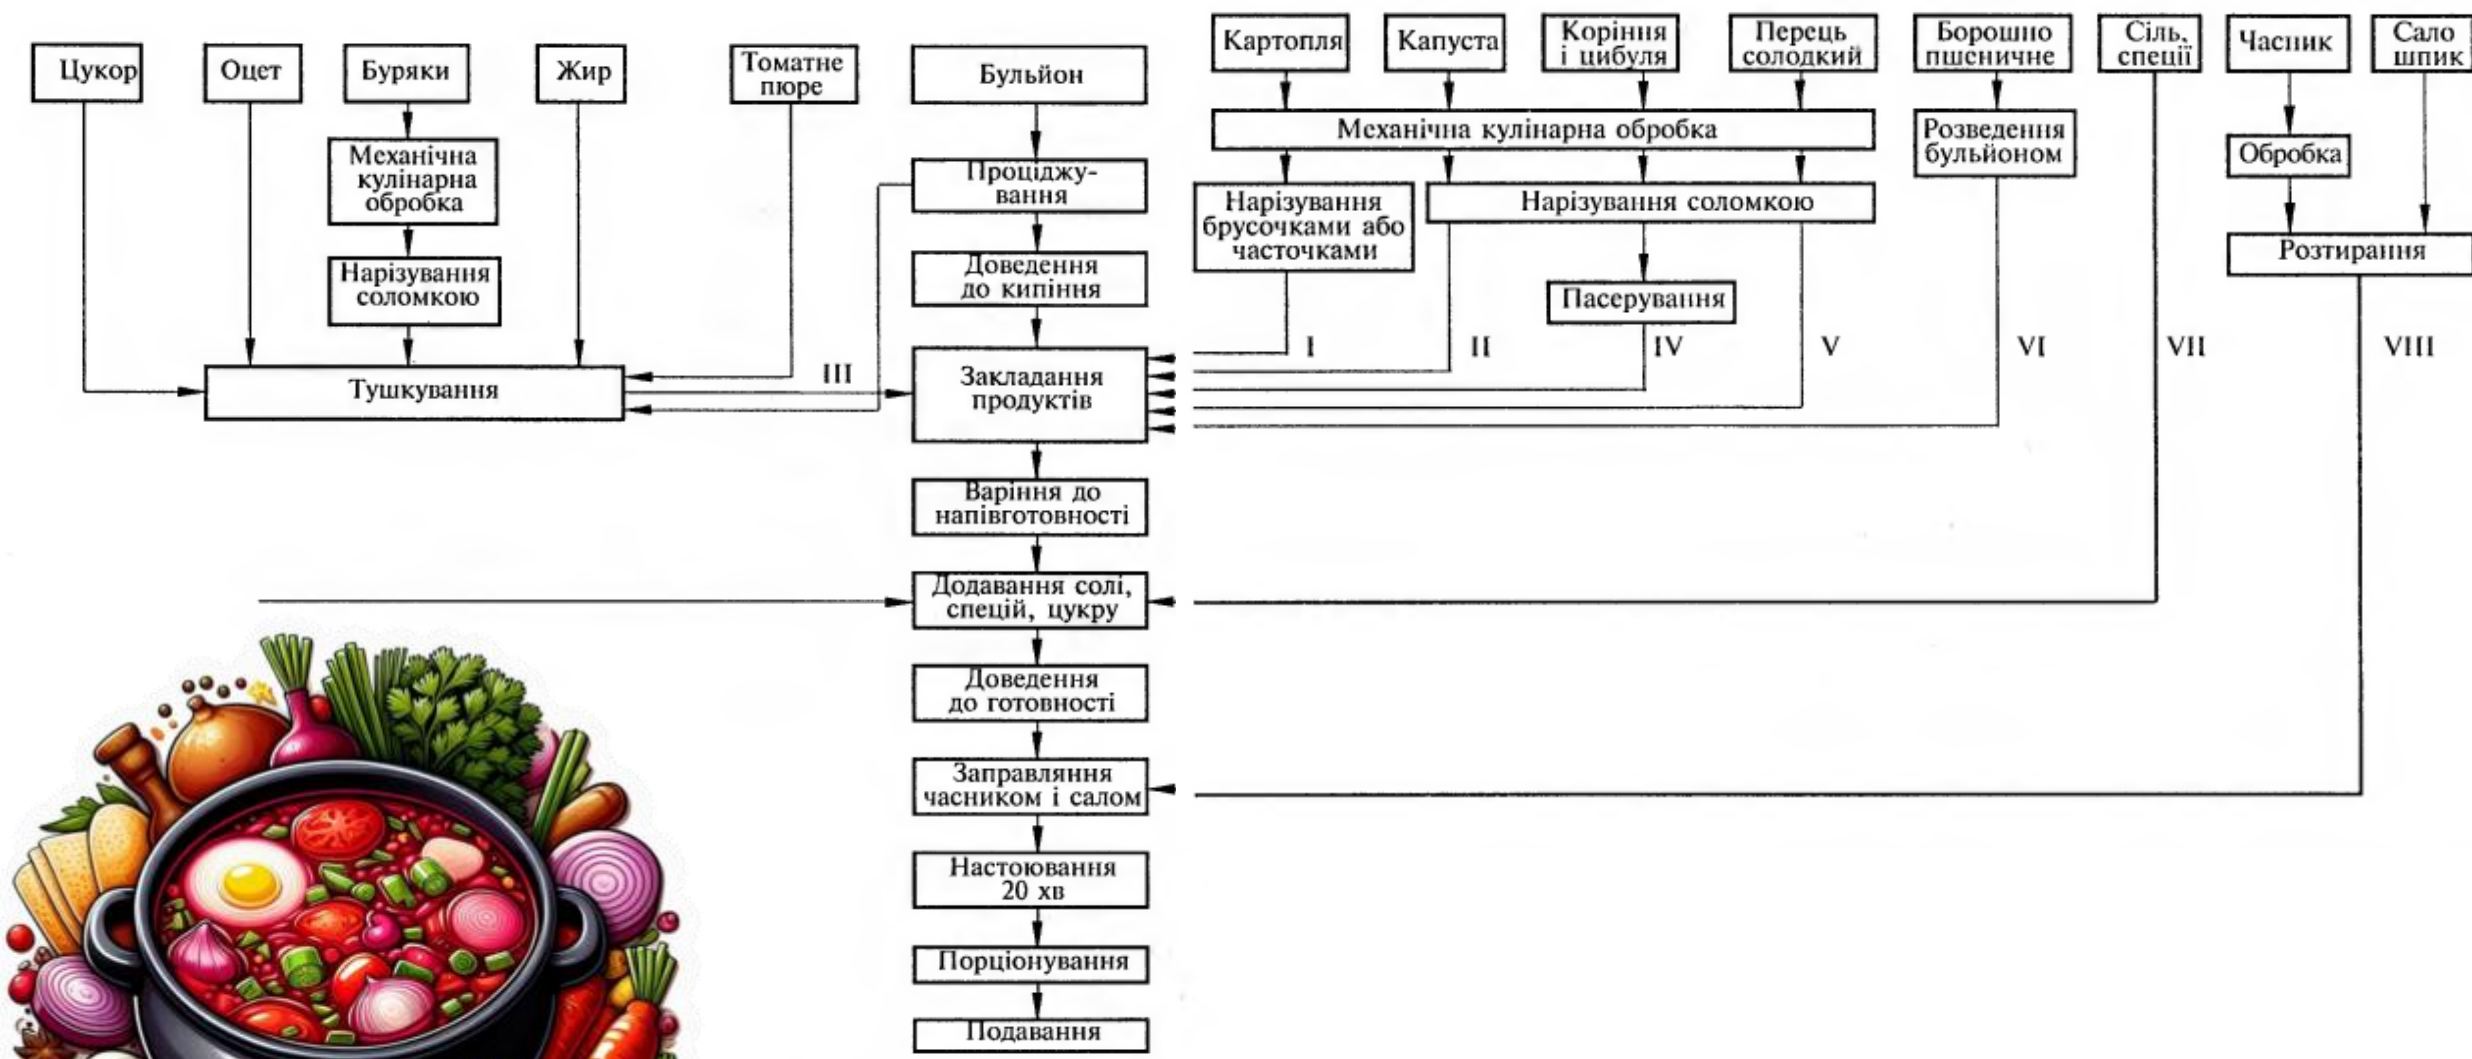 Цукор
Оцет
Буряки
Жир
Томатне
пюре
Бульйон
Картопля
Капуста
Коріння
і цибуля
Перець
солодкий
Борошно
пшеничне
Сіль,
спеції
Часник
Сало
шпик
Механічна
кулінарна
обробка
Нарізування
соломкою
Тушкування
III
Проціджу-
вання
Доведення
до кипіння
Закладання
продуктів
Механічна кулінарна обробка
Нарізування
брусочками або
часточками
Нарізування соломкою
Пасерування
Розведення
бульйоном
Обробка
Розтирання
I
II
IV
V
VI
VII
VIII
Варіння до
напівготовності
Додавання солі,
спецій, цукру
Доведення
до готовності
Заправляння
часником і салом
Настоювання
20 хв
Порціонування
Подавання